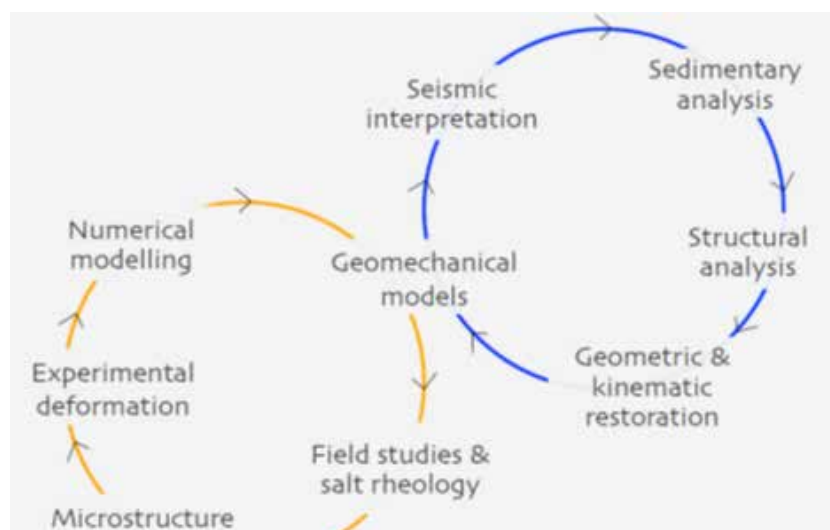 Sedimentary
analysis
Seismic
interpretation
Numerical
modelling
Structural
analysis
Geomechanical
models
Geometric &
kinematic
restoration
Experimental
deformation
Field studies &
salt rheology
Microstructure